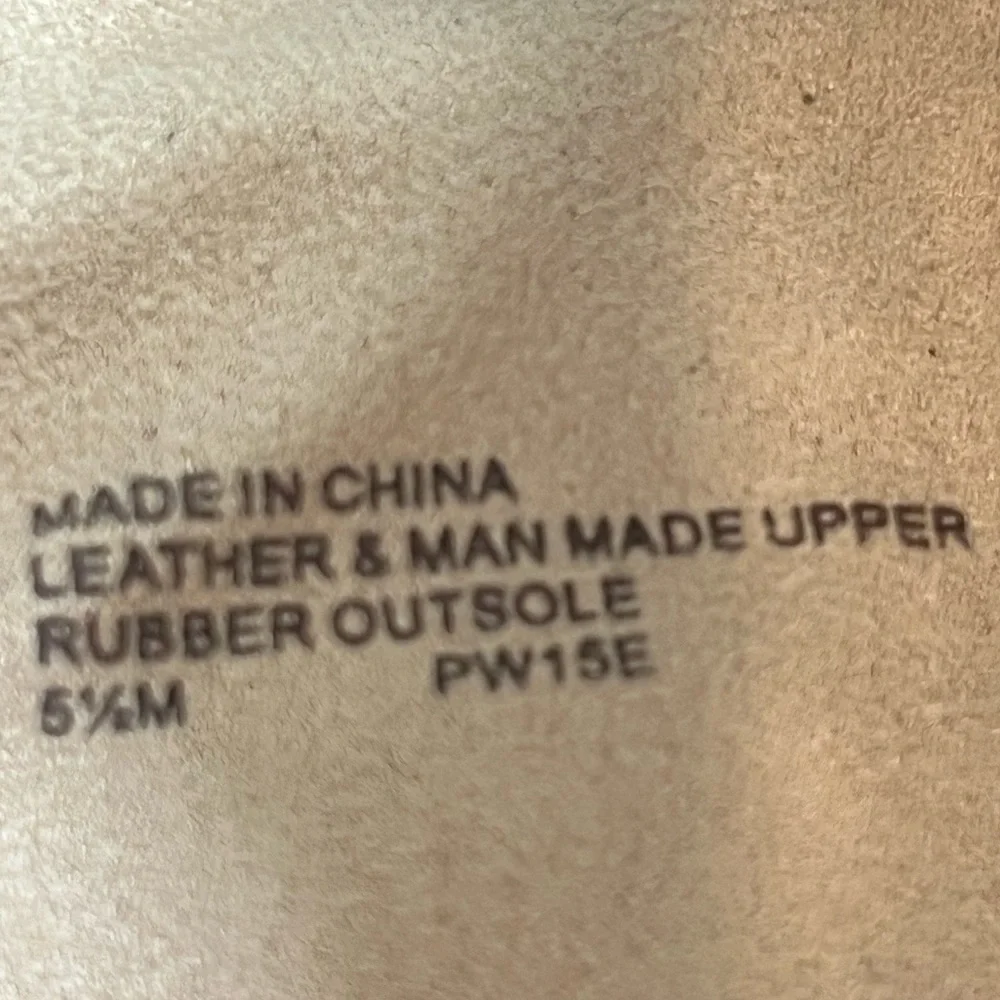 MADE IN CHINA
LEATHER & MAN MADE UPPER
RUBBER OUTSOLE
5½M PW15E